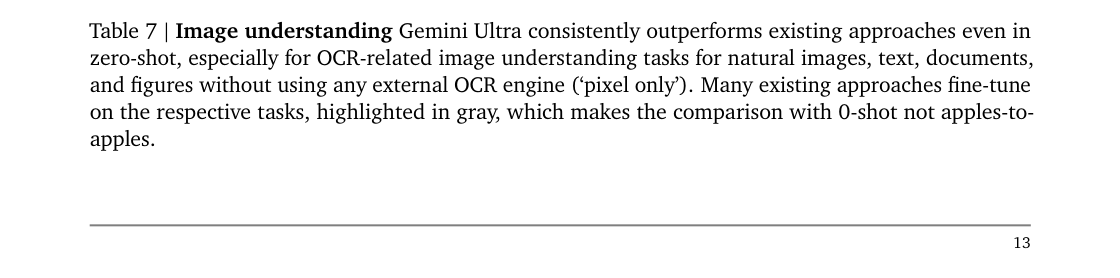 Table 7 | Image understanding Gemini Ultra consistently outperforms existing approaches even in
zero-shot, especially for OCR-related image understanding tasks for natural images, text, documents,
and figures without using any external OCR engine (‘pixel only’). Many existing approaches fine-tune
on the respective tasks, highlighted in gray, which makes the comparison with 0-shot not apples-to-
apples.
13